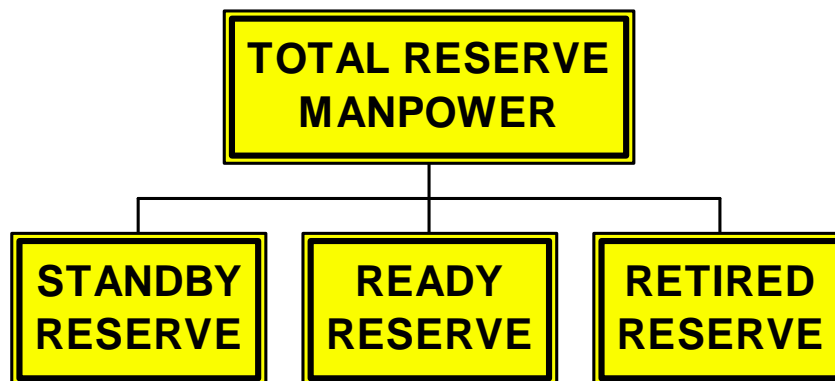 TOTAL RESERVE
MANPOWER
STANDBY
RESERVE
READY
RESERVE
RETIRED
RESERVE